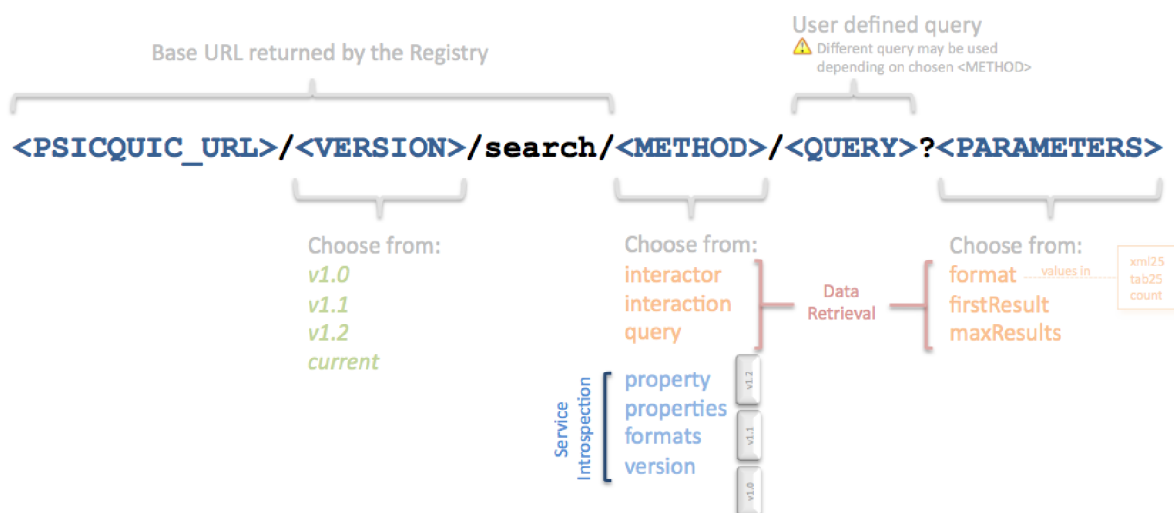 User defined query
Base URL returned by the Registry
Different query may be used
depending on chosen <METHOD>
<PSICQUIC_URL>/<VERSION>/search/<METHOD>/<QUERY>?<PARAMETERS>
Choose from:
v1.0
v1.1
v1.2
current
Choose from:
interactor
interaction
query
Data
Retrieval
Choose from:
format
firstResult
maxResults
values in
xml25
tab25
count
Service
Introspection
property
properties
formats
version
v1.2
v1.1
v1.0